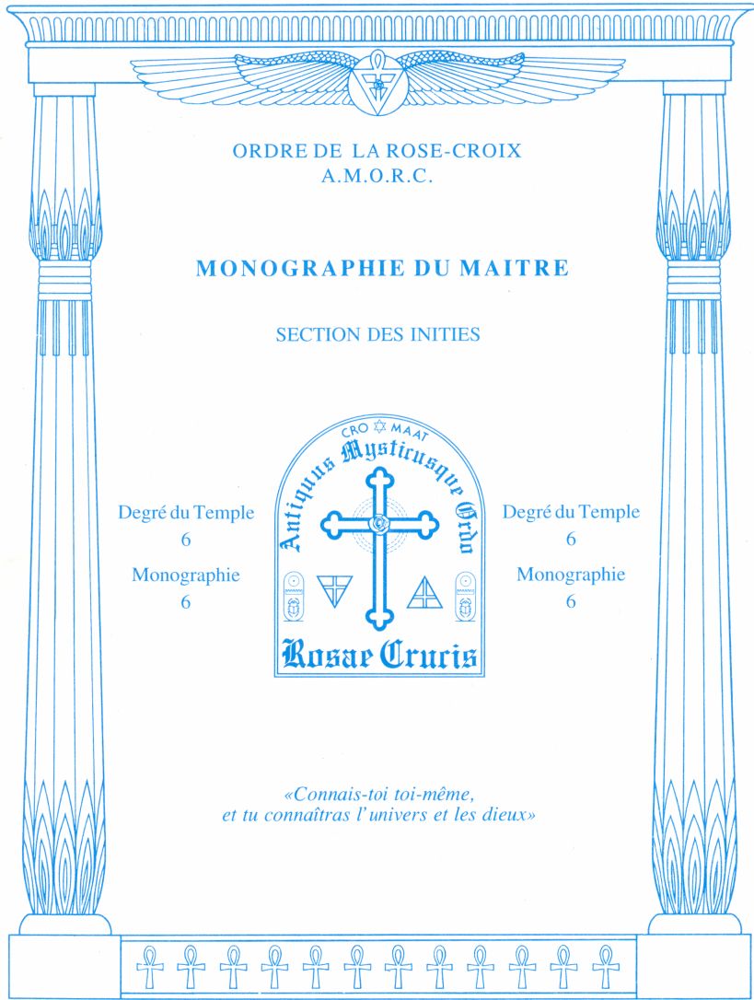 ORDRE DE LA ROSE-CROIX
A.M.O.R.C.
MONOGRAPHIE DU MAITRE
SECTION DES INITIES
CRO MAAT
Antiquus Mysticusque Ordo
Degré du Temple
6
Monographie
6
Degré du Temple
6
Monographie
6
Rosae Crucis
«Connais-toi toi-même,
et tu connaîtras l'univers et les dieux»